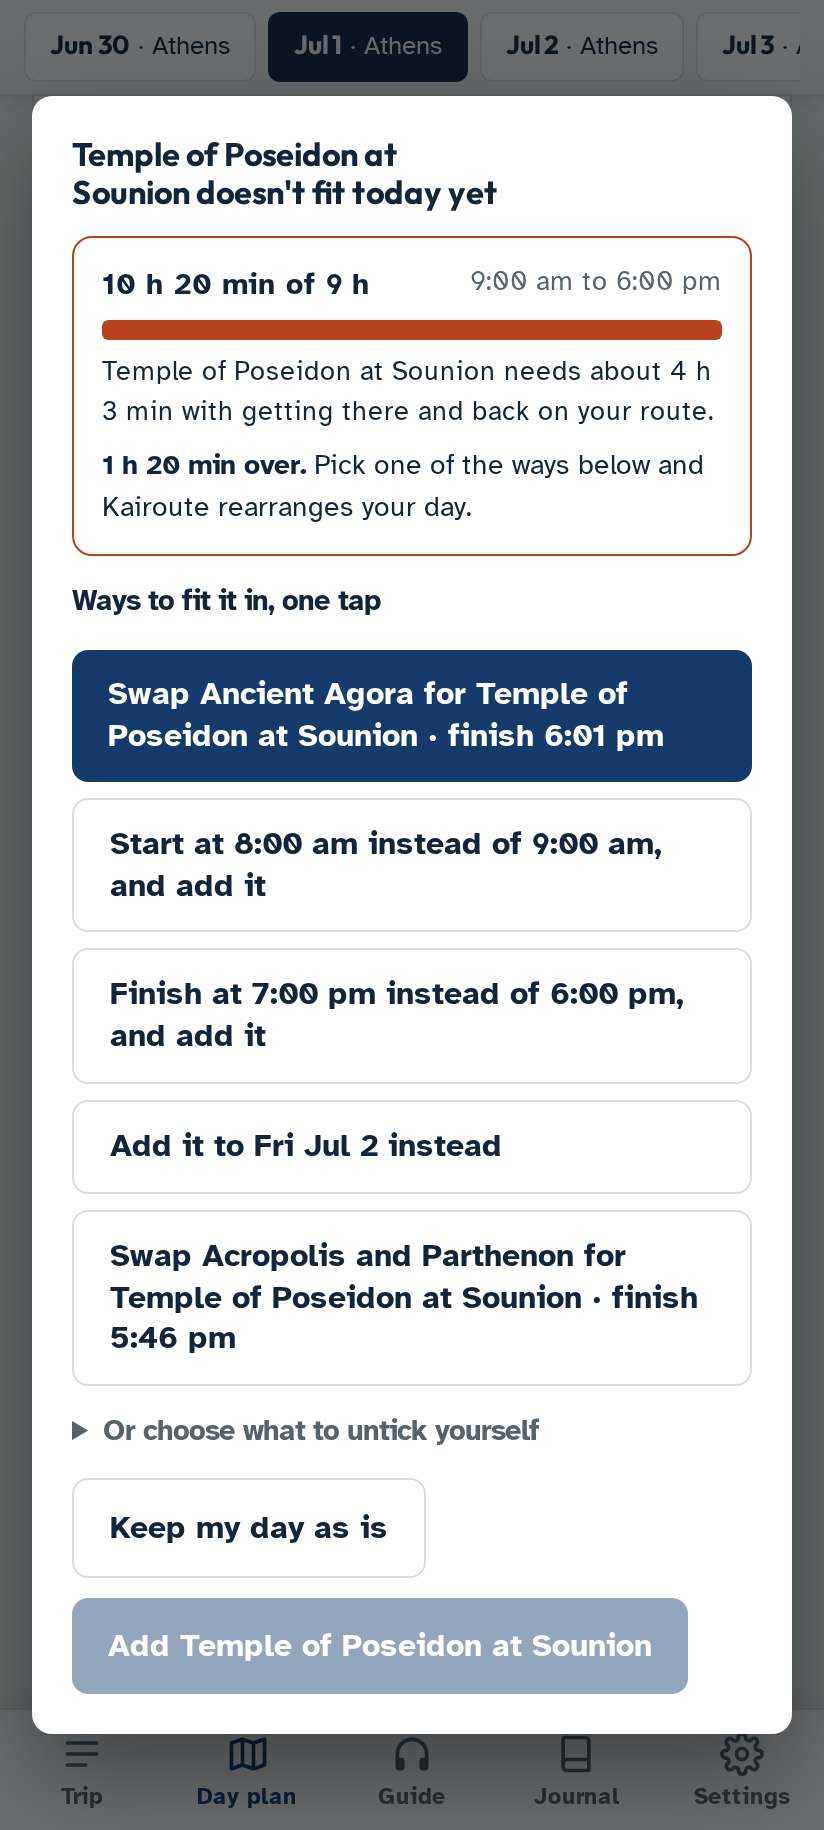 Jun 30 · Athens
Jul 1 · Athens
Jul 2 · Athens
Jul 3 ·
Temple of Poseidon at
Sounion doesn't fit today yet
10 h 20 min of 9 h
9:00 am to 6:00 pm
Temple of Poseidon at Sounion needs about 4 h
3 min with getting there and back on your route.
1 h 20 min over. Pick one of the ways below and
Kairoute rearranges your day.
Ways to fit it in, one tap
Swap Ancient Agora for Temple of
Poseidon at Sounion · finish 6:01 pm
Start at 8:00 am instead of 9:00 am,
and add it
Finish at 7:00 pm instead of 6:00 pm,
and add it
Add it to Fri Jul 2 instead
Swap Acropolis and Parthenon for
Temple of Poseidon at Sounion · finish
5:46 pm
Or choose what to untick yourself
Keep my day as is
Add Temple of Poseidon at Sounion
Trip
Day plan
Guide
Journal
Settings